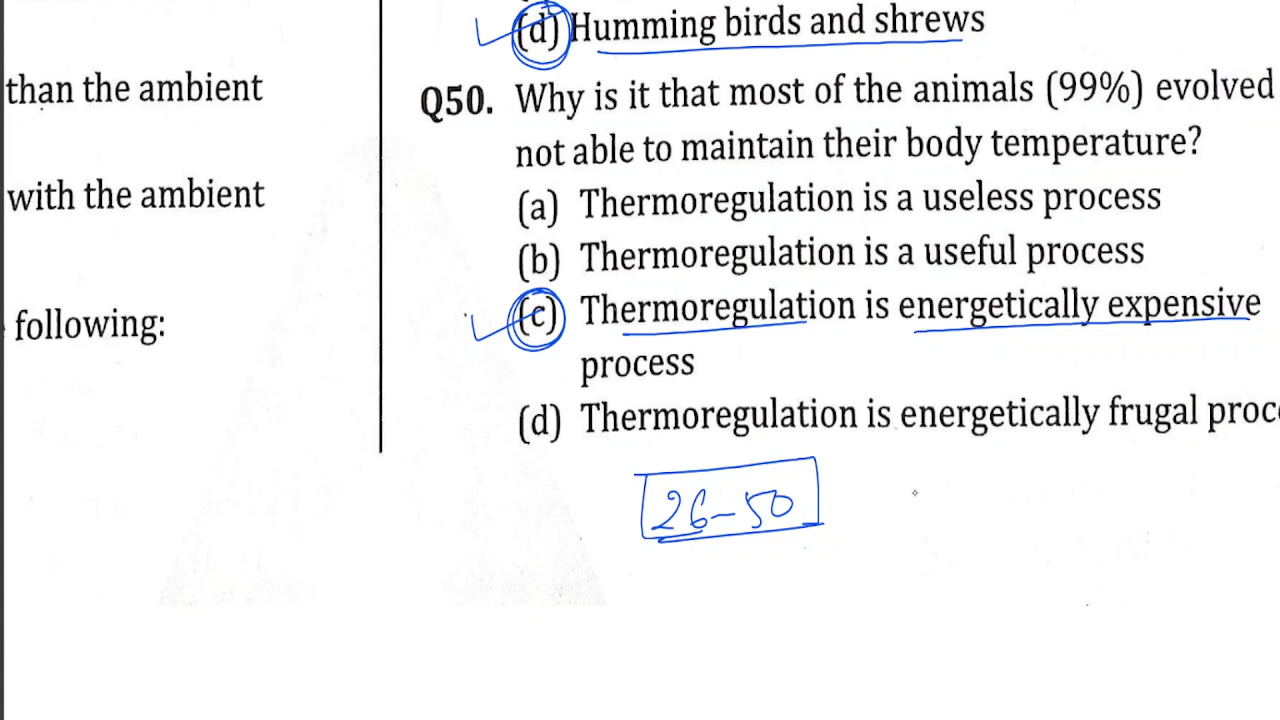 (d) Humming birds and shrews
than the ambient
with the ambient
following:
Q50. Why is it that most of the animals (99%) evolved
not able to maintain their body temperature?
(a) Thermoregulation is a useless process
(b) Thermoregulation is a useful process
(c) Thermoregulation is energetically expensive
process
(d) Thermoregulation is energetically frugal
26-50